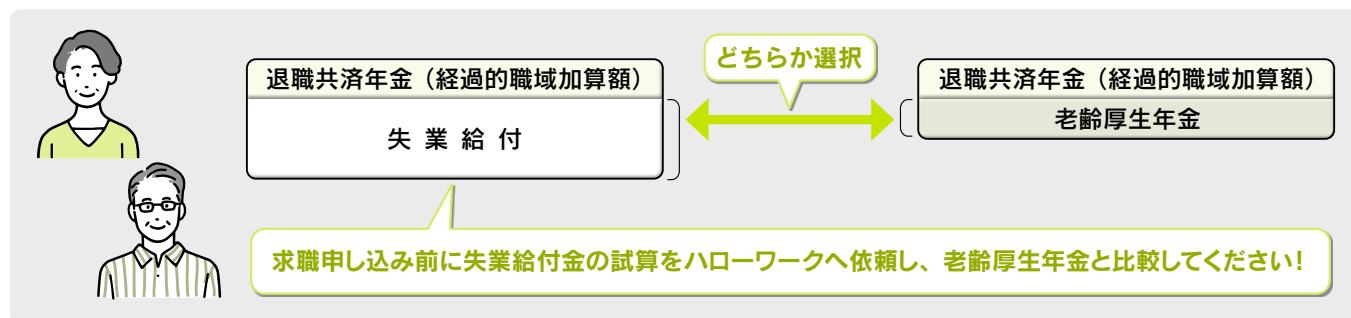 どちらか選択
退職共済年金（経過的職域加算額）
失業給付
退職共済年金（経過的職域加算額）
老齢厚生年金
求職申し込み前に失業給付金の試算をハローワークへ依頼し、老齢厚生年金と比較してください！